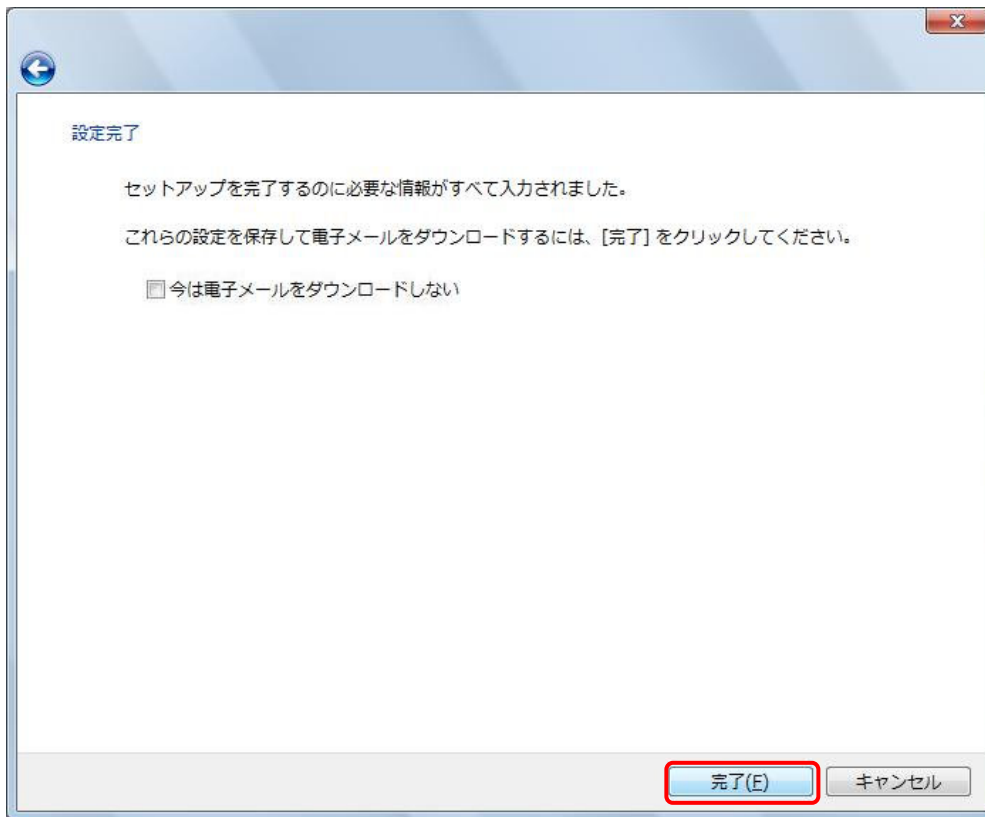 設定完了
セットアップを完了するのに必要な情報がすべて入力されました。
これらの設定を保存して電子メールをダウンロードするには、[完了] をクリックしてください。
今は電子メールをダウンロードしない
完了(F)
キャンセル